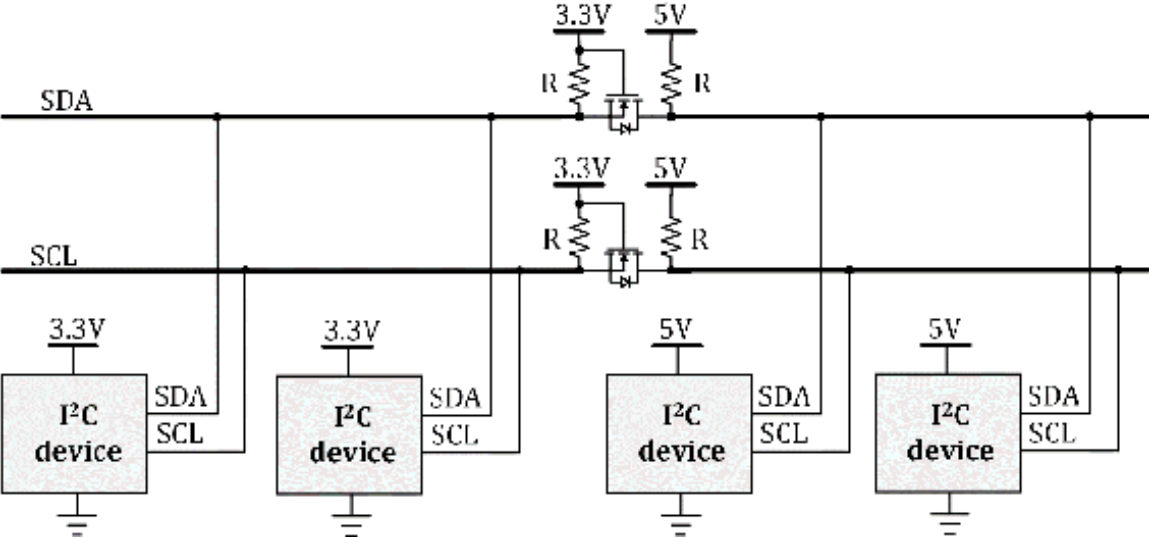 3.3V 5V
R R
SDA
3.3V 5V
R R
SCL
3.3V 3.3V 5V 5V
I²C device SDA SCL
I²C device SDA SCL
I²C device SDA SCL
I²C device SDA SCL